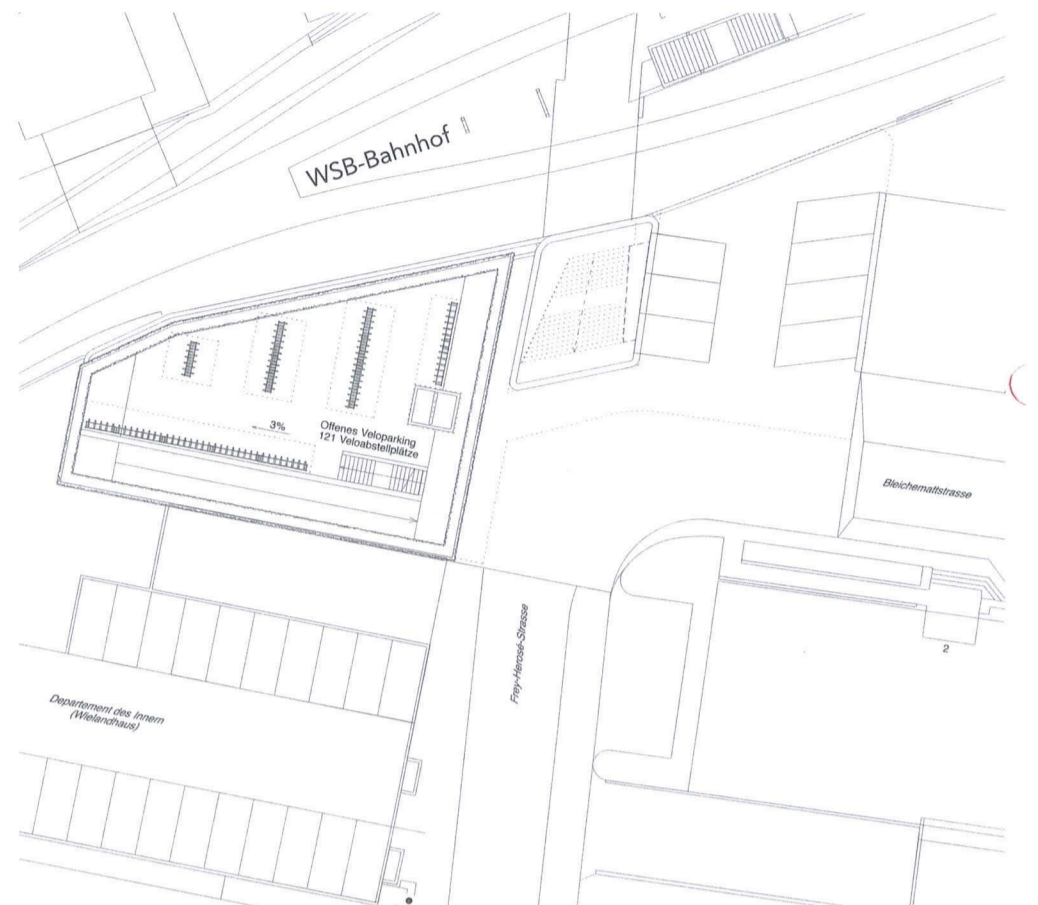 WSB-Bahnhof
3%
Offenes Veloparking
121 Veloabstellplätze
Bleichemattstrasse
Frey-Herosé-Strasse
2
Departement des Innern
(Wielandhaus)